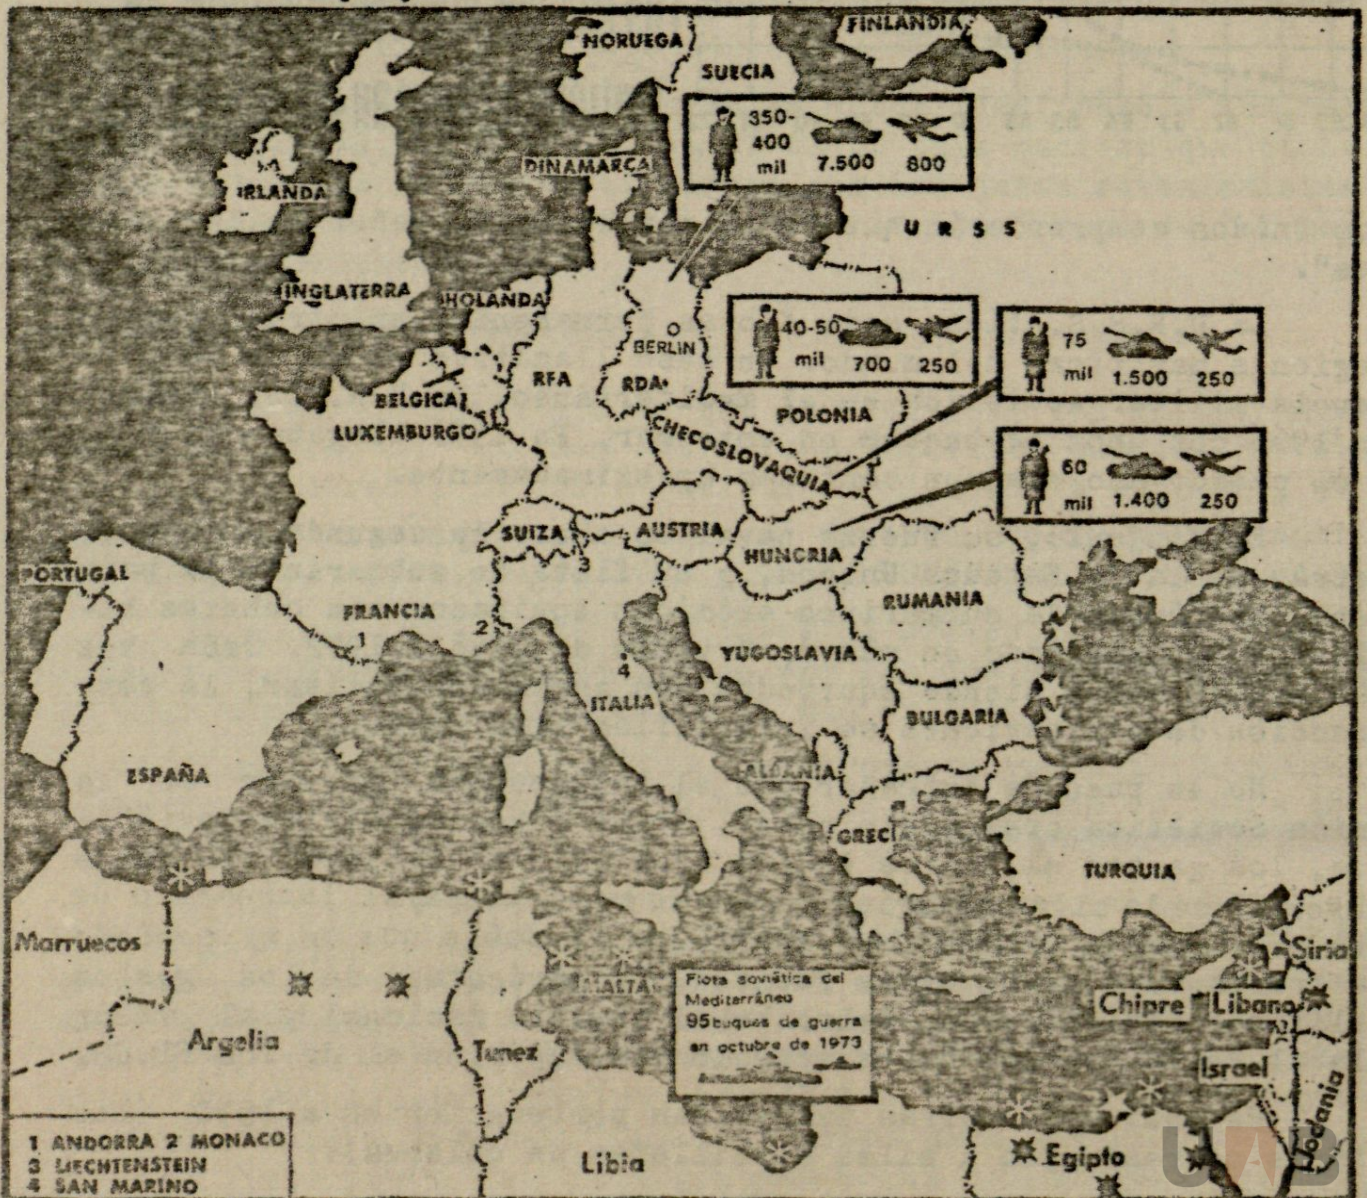 NORUEGA
FINLANDIA
SUECIA
350-
400
mil
7.500
800
DINAMARCA
IRLANDA
U R S S
INGLATERRA
HOLANDA
BERLIN
40-50
mil
700
250
75
mil
1.500
250
RFA
RDA
BELGICA
LUXEMBURGO
POLONIA
CHECOSLOVAQUIA
60
mil
1.400
250
SUIZA
AUSTRIA
HUNGRIA
3
PORTUGAL
FRANCIA
1
2
RUMANIA
YUGOSLAVIA
4
ITALIA
BULGARIA
ESPAÑA
ALBANIA
GRECIA
TURQUIA
Marruecos
Siria
MALTA
Flota soviética del
Mediterráneo
95 buques de guerra
en octubre de 1973
Chipre
Libano
Argelia
Tunez
Israel
Jodania
1 ANDORRA 2 MONACO
3 LIECHTENSTEIN
4 SAN MARINO
Libia
Egipto
UAB